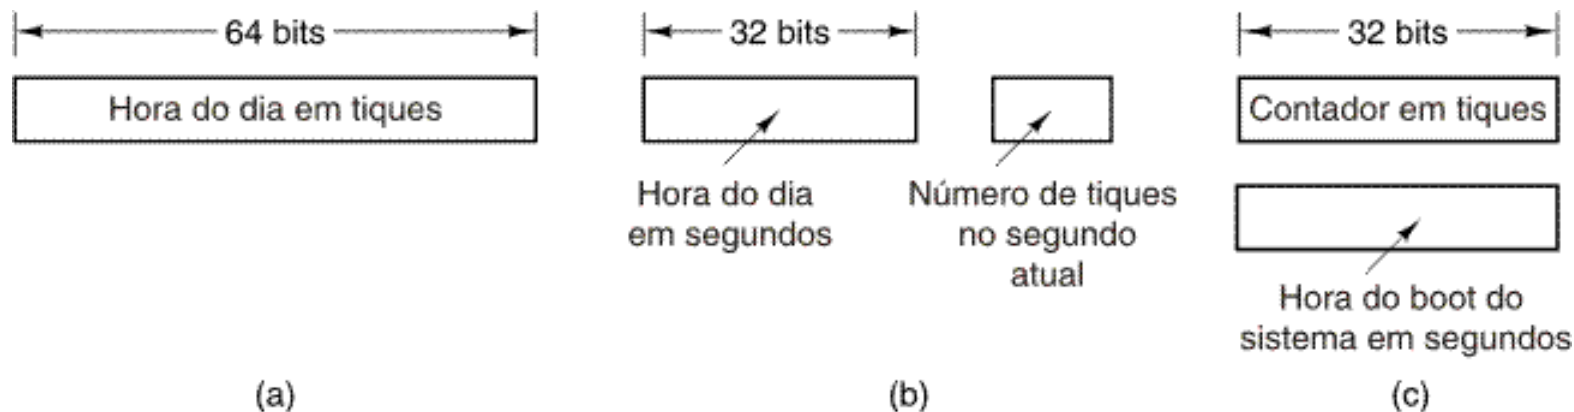 64 bits
Hora do dia em tiques
(a)
32 bits
Hora do dia
em segundos
Número de tiques
no segundo
atual
(b)
32 bits
Contador em tiques
Hora do boot do
sistema em segundos
(c)